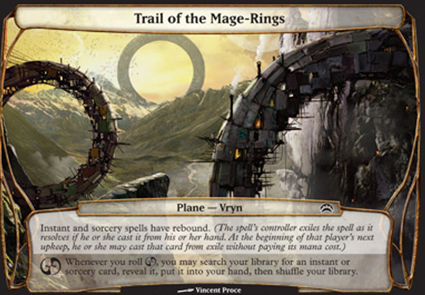 Trail of the Mage-Rings
Plane — Vryn
Instant and sorcery spells have rebound. (The spell's controller exiles the spell as it
resolves if he or she cast it from his or her hand. At the beginning of that player's next
upkeep, he or she may cast that card from exile without paying its mana cost.)
Whenever you roll , you may search your library for an instant or
sorcery card, reveal it, put it into your hand, then shuffle your library.
Vincent Proce